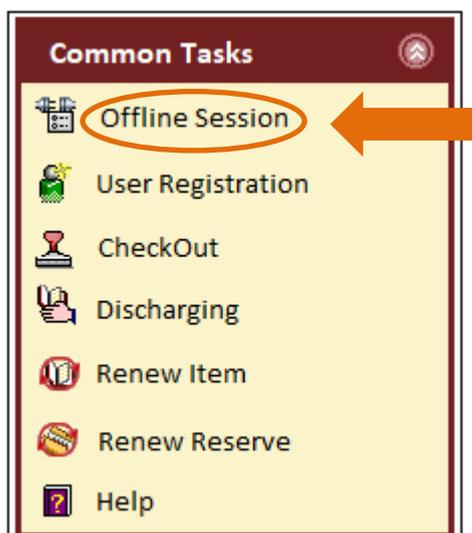 Common Tasks
Offline Session
User Registration
CheckOut
Discharging
Renew Item
Renew Reserve
Help